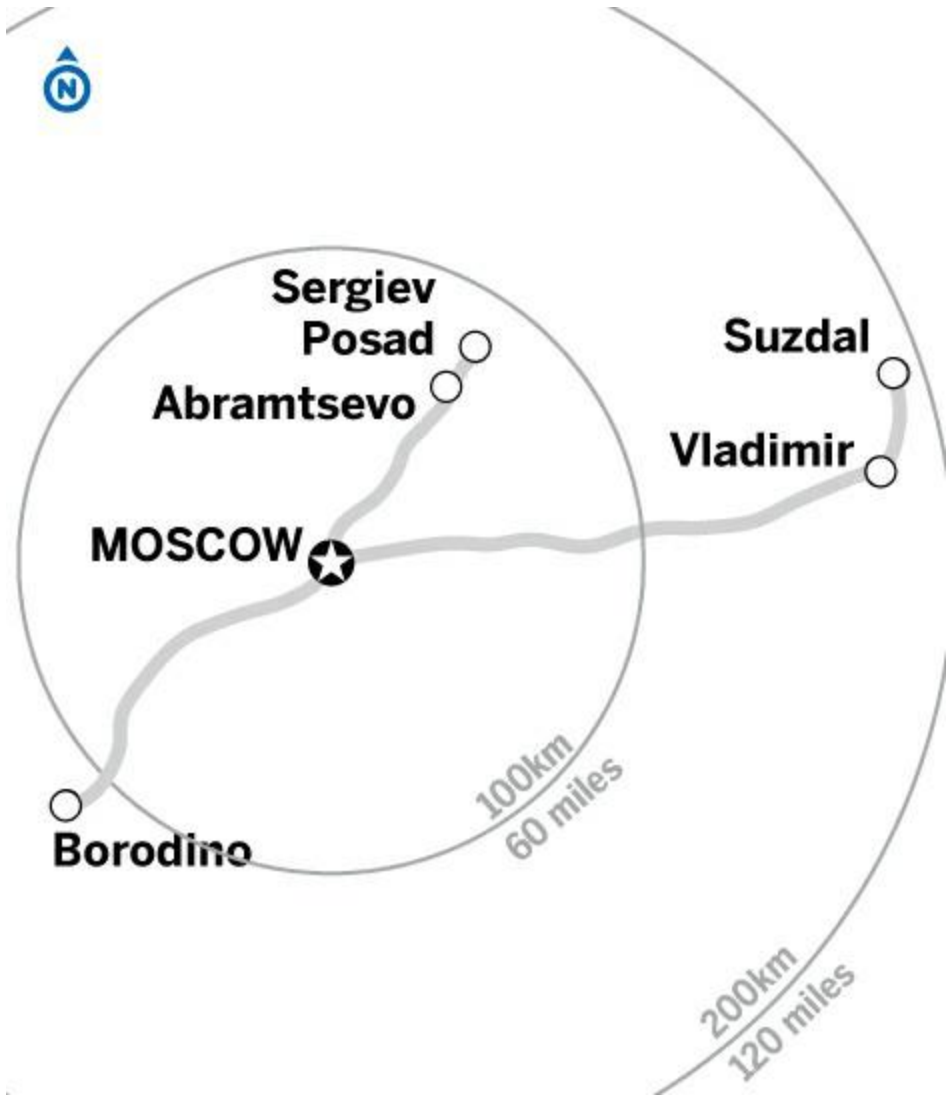 N
Sergiev
Posad
Suzdal
Abramtsevo
Vladimir
MOSCOW
100km
60 miles
Borodino
200km
120 miles